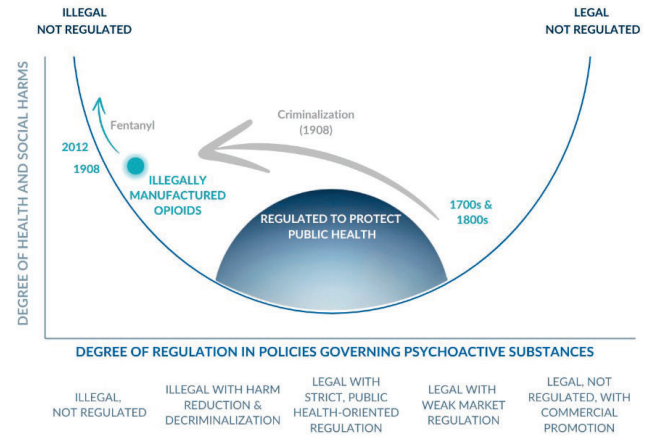 ILLEGAL
NOT REGULATED
LEGAL
NOT REGULATED
DEGREE OF HEALTH AND SOCIAL HARMS
Criminalization
(1908)
Fentanyl
2012
1908
ILLEGALLY
MANUFACTURED
OPIOIDS
REGULATED TO PROTECT
PUBLIC HEALTH
1700s &
1800s
DEGREE OF REGULATION IN POLICIES GOVERNING PSYCHOACTIVE SUBSTANCES
ILLEGAL,
NOT REGULATED
ILLEGAL WITH HARM
REDUCTION &
DECRIMINALIZATION
LEGAL WITH
STRICT, PUBLIC
HEALTH-ORIENTED
REGULATION
LEGAL WITH
WEAK MARKET
REGULATION
LEGAL, NOT
REGULATED, WITH
COMMERCIAL
PROMOTION